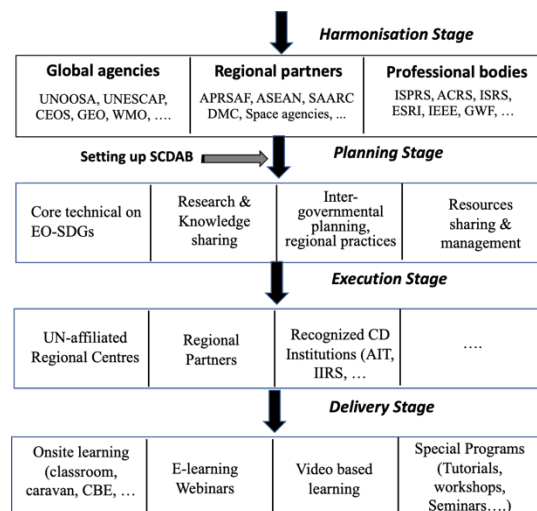 Harmonisation Stage
Global agencies
UNOOSA, UNESCAP,
CEOS, GEO, WMO, ….
Regional partners
APRSAF, ASEAN, SAARC
DMC, Space agencies, ...
Professional bodies
ISPRS, ACRS, ISRS,
ESRI, IEEE, GWF, …
Setting up SCDAB
Planning Stage
Core technical on
EO-SDGs
Research &
Knowledge
sharing
Inter-
governmental
planning,
regional practices
Resources
sharing &
management
Execution Stage
UN-affiliated
Regional Centres
Regional
Partners
Recognized CD
Institutions (AIT,
IIRS, …
….
Delivery Stage
Onsite learning
(classroom,
caravan, CBE, …
E-learning
Webinars
Video based
learning
Special Programs
(Tutorials,
workshops,
Seminars….)